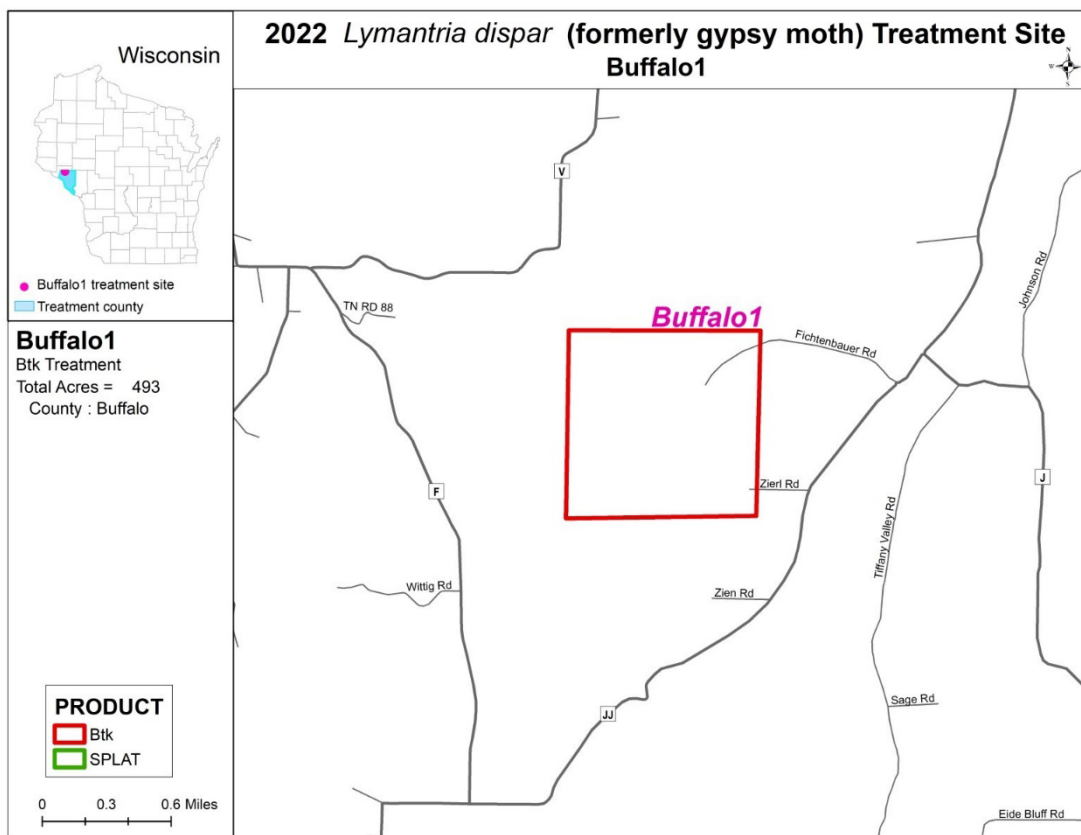 2022 Lymantria dispar (formerly gypsy moth) Treatment Site
Buffalo1
N
W
E
S
Wisconsin
Buffalo1 treatment site
Treatment county
Buffalo1
Btk Treatment
Total Acres = 493
County : Buffalo
PRODUCT
Btk
SPLAT
0 0.3 0.6 Miles
V
TN RD 88
Buffalo1
Fichtenbauer Rd
Johnson Rd
F
Zierl Rd
J
Tiffany Valley Rd
Wittig Rd
Zien Rd
Sage Rd
JJ
Eide Bluff Rd